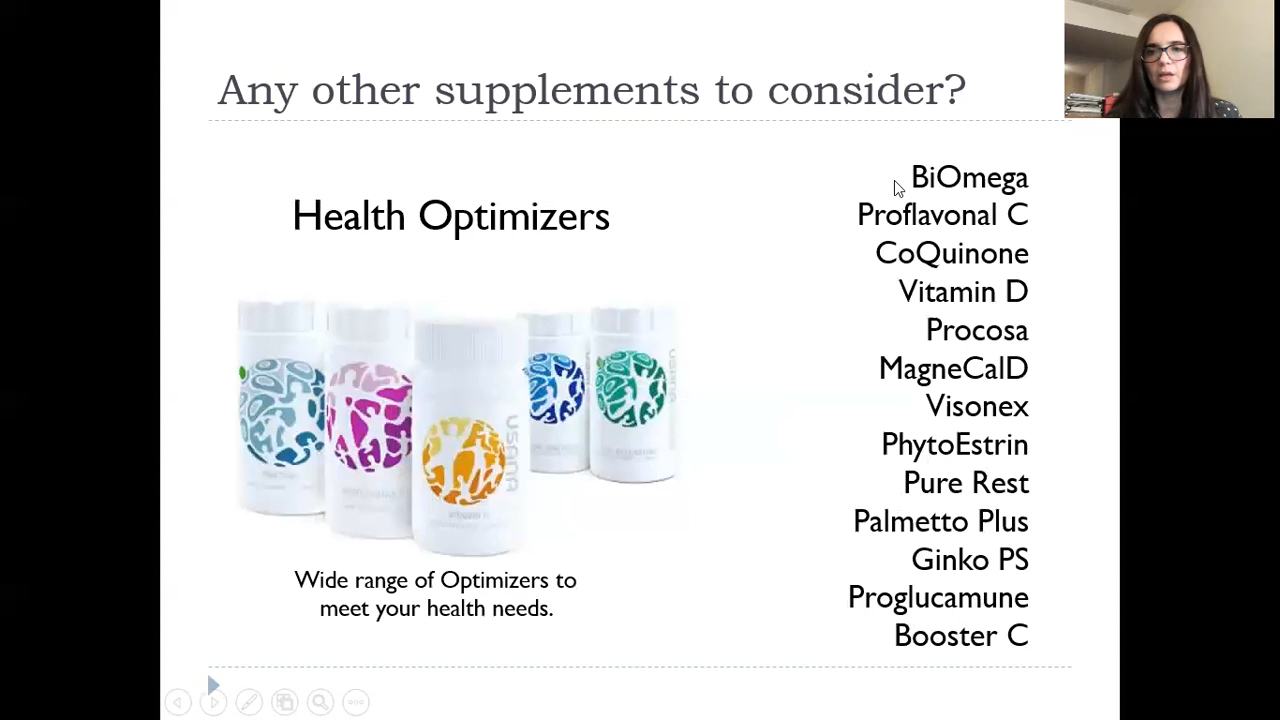 Any other supplements to consider?
Health Optimizers
USANA
Wide range of Optimizers to
meet your health needs.
BiOmega
Proflavonal C
CoQuinone
Vitamin D
Procosa
MagneCalD
Visonex
PhytoEstrin
Pure Rest
Palmetto Plus
Ginko PS
Proglucamune
Booster C